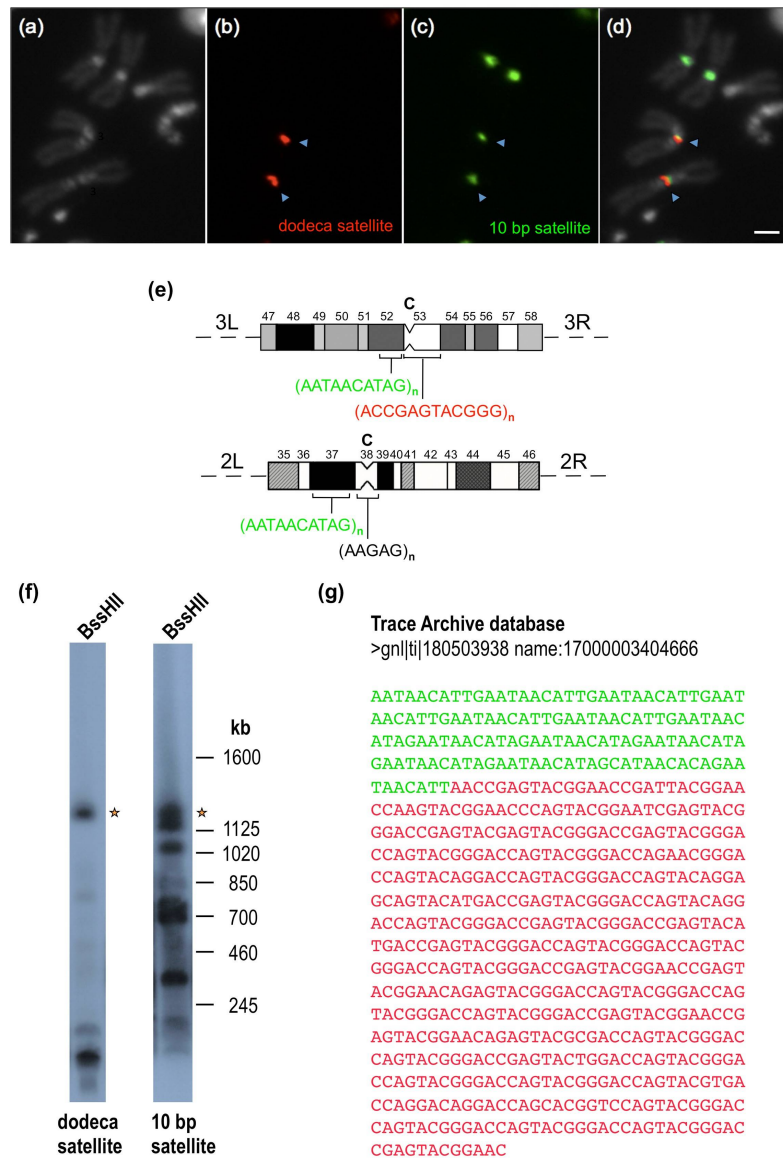 (a)
(b)
(c)
(d)
3
3
dodeca satellite
10 bp satellite
(e)
C
47 48 49 50 51 52 53 54 55 56 57 58
3L
3R
(AATAACATAG)n
(ACCGAGTACGGG)n
C
35 36 37 38 39 40 41 42 43 44 45 46
2L
2R
(AATAACATAG)n
(AAGAG)n
(f)
BssHII
BssHII
kb
1600
1125
1020
850
700
460
245
dodeca
satellite
10 bp
satellite
(g)
Trace Archive database
>gnl|ti|180503938 name:17000003404666
AATAACATTGAATAACATTGAATAACATTGAAT
AACATTGAATAACATTGAATAACATTGAATAAC
ATAGAATAACATAGAATAACATAGAATAACATA
GAATAACATAGAATAACATAGCATAACACAGAA
TAACATTAACCGAGTACGGAACCGATTACGGAA
CCAAGTACGGAACCCAGTACGGAATCGAGTACG
GGACCGAGTACGAGTACGGGACCGAGTACGGGA
CCAGTACGGGACCAGTACGGGACCAGAACGGGA
CCAGTACAGGACCAGTACGGGACCAGTACAGGA
GCAGTACATGACCGAGTACGGGACCAGTACAGG
ACCAGTACGGGACCGAGTACGGGACCGAGTACA
TGACCGAGTACGGGACCAGTACGGGACCAGTAC
GGGACCAGTACGGGACCGAGTACGGAACCGAGT
ACGGAACAGAGTACGGGACCAGTACGGGACCAG
TACGGGACCAGTACGGGACCGAGTACGGAACCG
AGTACGGAACAGAGTACGCGACCAGTACGGGAC
CAGTACGGGACCGAGTACTGGACCAGTACGGGA
CCAGTACGGGACCAGTACGGGACCAGTACGTGA
CCAGGACAGGACCAGCACGGTCCAGTACGGGAC
CAGTACGGGACCAGTACGGGACCAGTACGGGAC
CGAGTACGGAAC